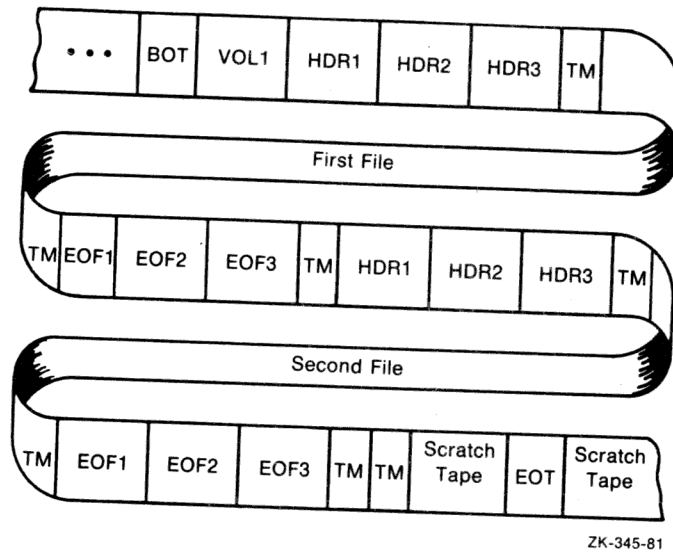 • • • BOT VOL1 HDR1 HDR2 HDR3 TM
First File
TM EOF1 EOF2 EOF3 TM HDR1 HDR2 HDR3 TM
Second File
TM EOF1 EOF2 EOF3 TM TM Scratch Tape EOT Scratch Tape
ZK-345-81